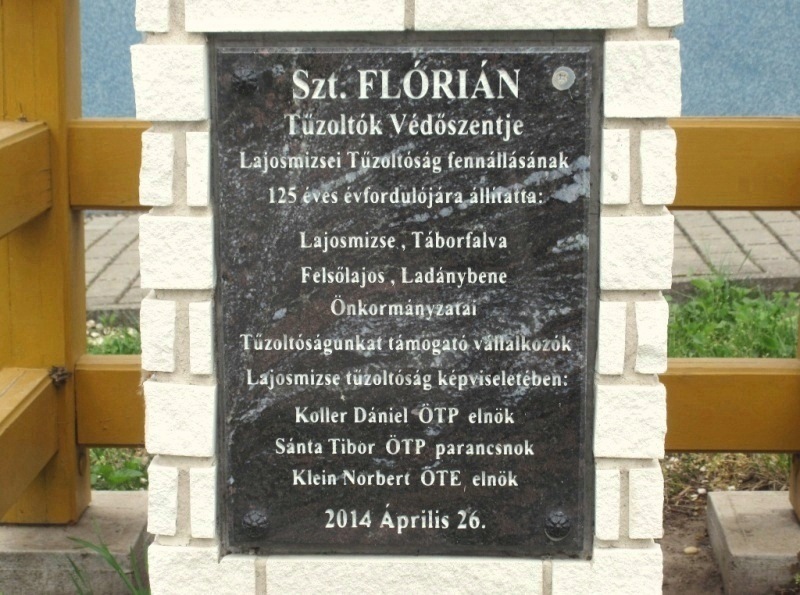 Szt. FLÓRIÁN
Tűzoltók Védőszentje
Lajosmizsei Tűzoltóság fennállásának
125 éves évfordulójára állítatta:
Lajosmizse , Táborfalva
Felsőlajos , Ladánybene
Önkormányzatai
Tűzoltóságunkat támogató vállalkozók
Lajosmizse tűzoltóság képviseletében:
Koller Dániel ÖTP elnök
Sánta Tibor ÖTP parancsnok
Klein Norbert ÖTE elnök
2014 Április 26.